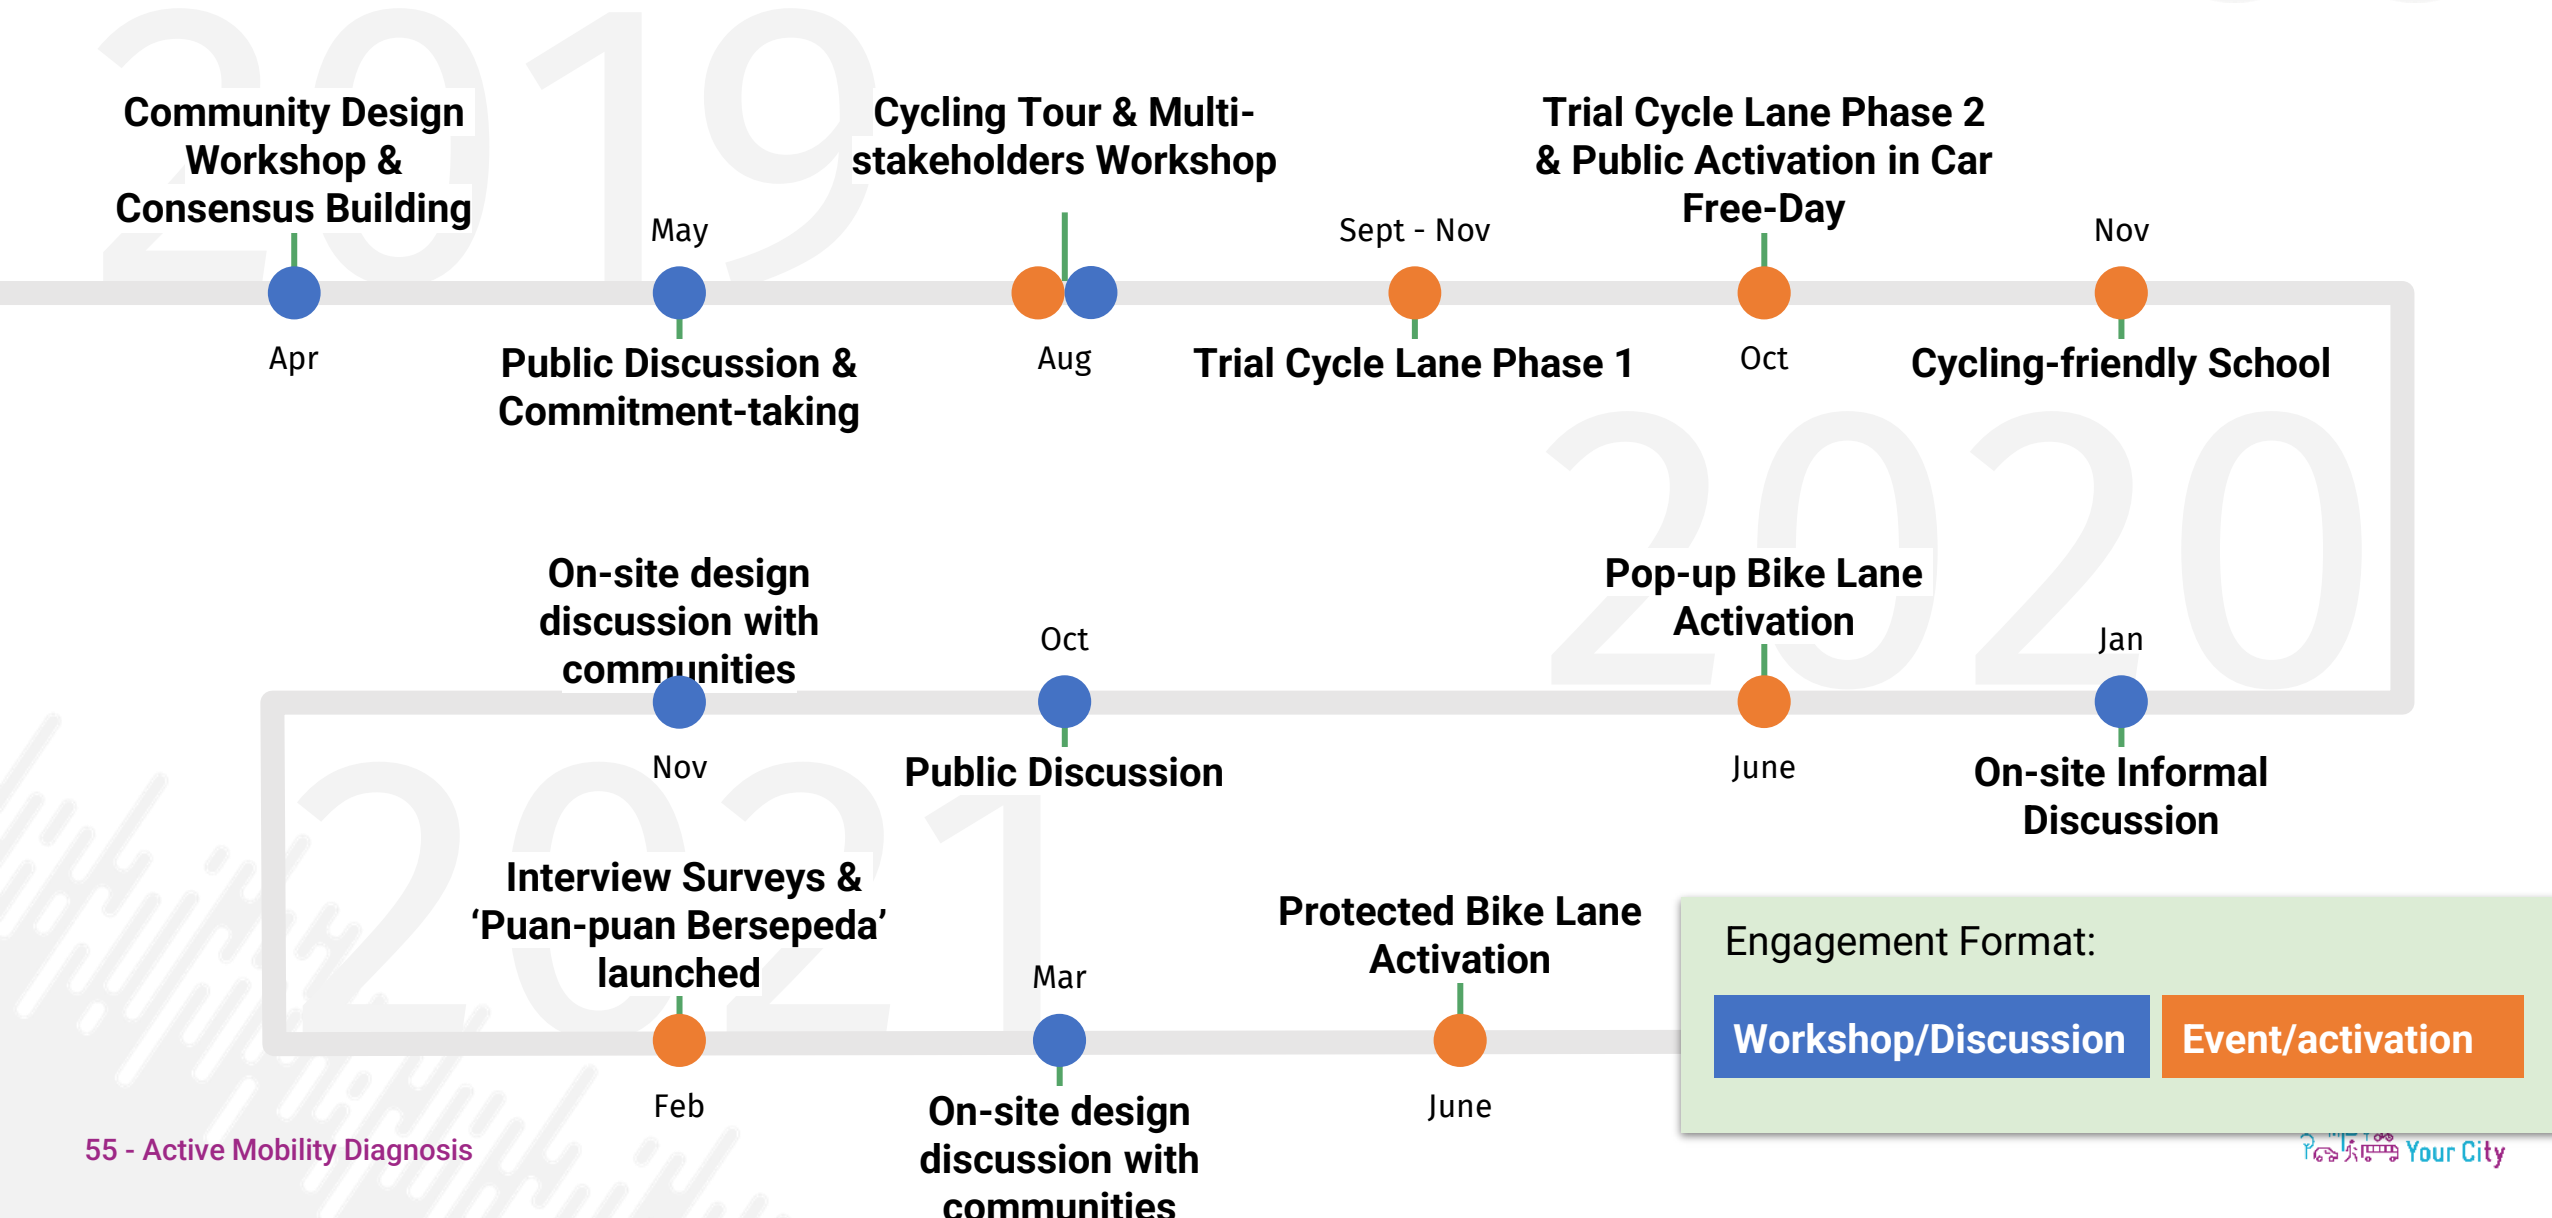 2019
Community Design
Workshop &
Consensus Building
Apr
May
Public Discussion &
Commitment-taking
Cycling Tour & Multi-
stakeholders Workshop
Aug
Sept - Nov
Trial Cycle Lane Phase 1
Trial Cycle Lane Phase 2
& Public Activation in Car
Free-Day
Oct
Nov
Cycling-friendly School
2020
Jan
On-site Informal
Discussion
Pop-up Bike Lane
Activation
June
Oct
Public Discussion
On-site design
discussion with
communities
Nov
2021
Interview Surveys &
‘Puan-puan Bersepeda’
launched
Feb
Mar
On-site design
discussion with
communities
Protected Bike Lane
Activation
June
Engagement Format:
Workshop/Discussion
Event/activation
55 - Active Mobility Diagnosis
Your City